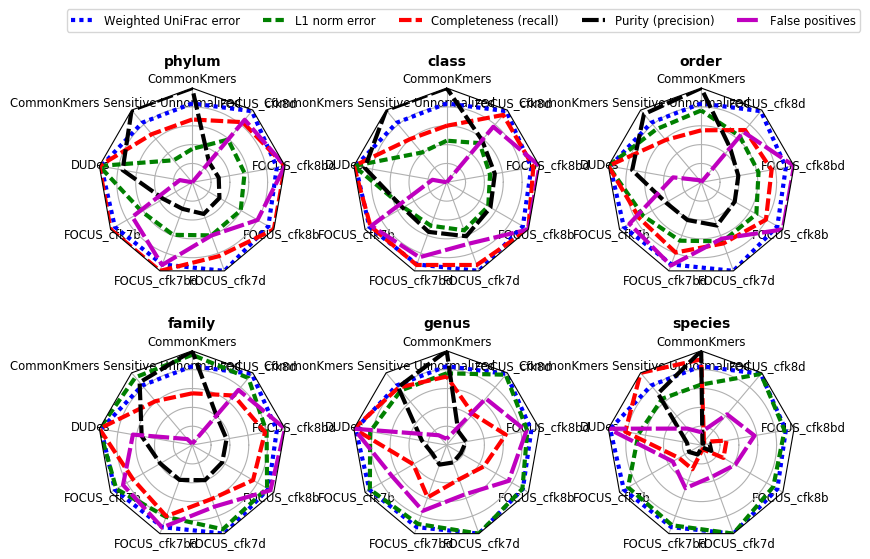 Weighted UniFrac error L1 norm error Completeness (recall) Purity (precision) False positives
phylum class order
CommonKmers CommonKmers CommonKmers
CommonKmers Sensitive Unnormalized FOCUS_cfk8d CommonKmers Sensitive Unnormalized FOCUS_cfk8d CommonKmers Sensitive Unnormalized FOCUS_cfk8d
DUDes FOCUS_cfk8bd DUDes FOCUS_cfk8bd DUDes FOCUS_cfk8bd
FOCUS_cfk7b FOCUS_cfk8b FOCUS_cfk7b FOCUS_cfk8b FOCUS_cfk7b FOCUS_cfk8b
FOCUS_cfk7bd FOCUS_cfk7d FOCUS_cfk7bd FOCUS_cfk7d FOCUS_cfk7bd FOCUS_cfk7d
family genus species
CommonKmers CommonKmers CommonKmers
CommonKmers Sensitive Unnormalized FOCUS_cfk8d CommonKmers Sensitive Unnormalized FOCUS_cfk8d CommonKmers Sensitive Unnormalized FOCUS_cfk8d
DUDes FOCUS_cfk8bd DUDes FOCUS_cfk8bd DUDes FOCUS_cfk8bd
FOCUS_cfk7b FOCUS_cfk8b FOCUS_cfk7b FOCUS_cfk8b FOCUS_cfk7b FOCUS_cfk8b
FOCUS_cfk7bd FOCUS_cfk7d FOCUS_cfk7bd FOCUS_cfk7d FOCUS_cfk7bd FOCUS_cfk7d